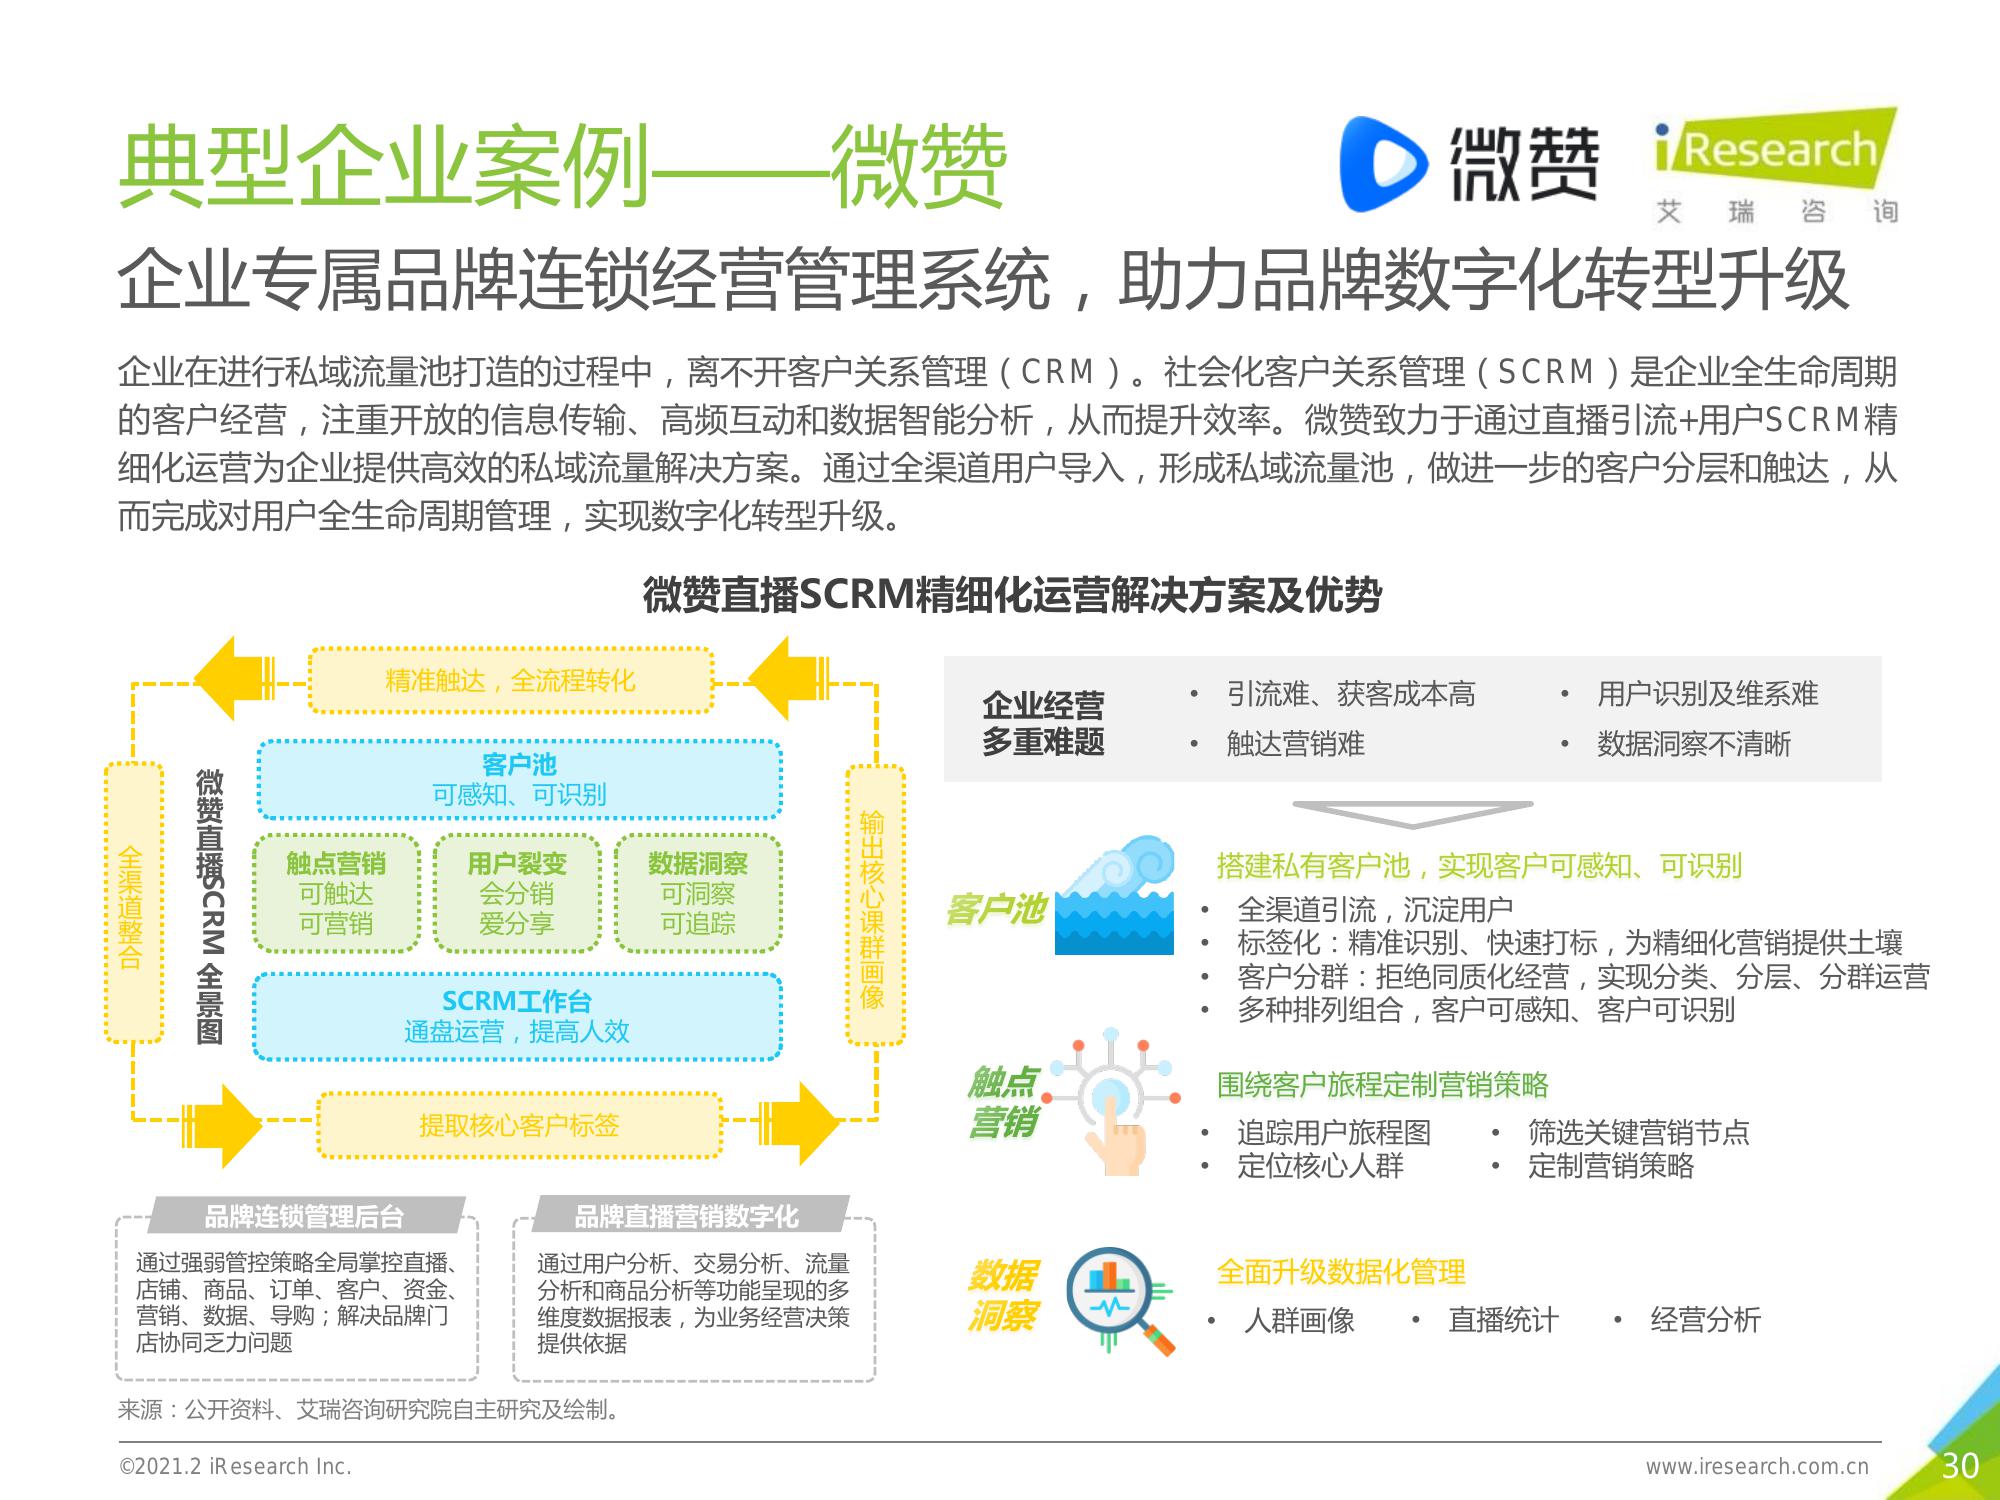 典型企业案例——微赞
微赞
iResearch
艾瑞咨询
企业专属品牌连锁经营管理系统，助力品牌数字化转型升级
企业在进行私域流量池打造的过程中，离不开客户关系管理（CRM）。社会化客户关系管理（SCRM）是企业全生命周期
的客户经营，注重开放的信息传输、高频互动和数据智能分析，从而提升效率。微赞致力于通过直播引流+用户SCRM精
细化运营为企业提供高效的私域流量解决方案。通过全渠道用户导入，形成私域流量池，做进一步的客户分层和触达，从
而完成对用户全生命周期管理，实现数字化转型升级。
微赞直播SCRM精细化运营解决方案及优势
精准触达，全流程转化
全渠道整合
微赞直播SCRM 全景图
客户池
可感知、可识别
触点营销
可触达
可营销
用户裂变
会分销
爱分享
数据洞察
可洞察
可追踪
SCRM工作台
通盘运营，提高人效
输出核心课群画像
提取核心客户标签
品牌连锁管理后台
通过强弱管控策略全局掌控直播、
店铺、商品、订单、客户、资金、
营销、数据、导购；解决品牌门
店协同乏力问题
品牌直播营销数字化
通过用户分析、交易分析、流量
分析和商品分析等功能呈现的多
维度数据报表，为业务经营决策
提供依据
企业经营
多重难题
• 引流难、获客成本高
• 用户识别及维系难
• 触达营销难
• 数据洞察不清晰
客户池
搭建私有客户池，实现客户可感知、可识别
• 全渠道引流，沉淀用户
• 标签化：精准识别、快速打标，为精细化营销提供土壤
• 客户分群：拒绝同质化经营，实现分类、分层、分群运营
• 多种排列组合，客户可感知、客户可识别
触点
营销
围绕客户旅程定制营销策略
• 追踪用户旅程图
• 筛选关键营销节点
• 定位核心人群
• 定制营销策略
数据
洞察
全面升级数据化管理
• 人群画像
• 直播统计
• 经营分析
来源：公开资料、艾瑞咨询研究院自主研究及绘制。
©2021.2 iResearch Inc.
www.iresearch.com.cn
30